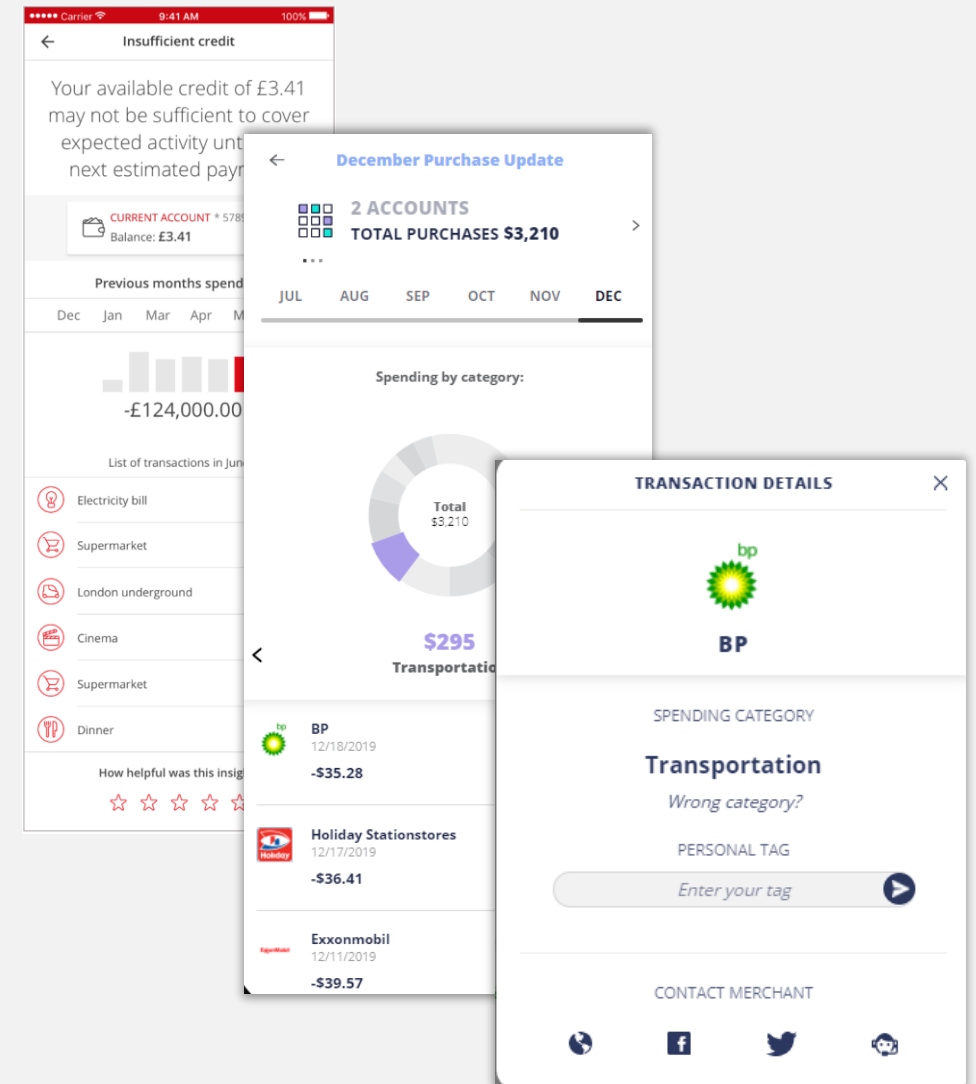 Carrier
9:41 AM
100%
Insufficient credit
Your available credit of £3.41
may not be sufficient to cover
expected activity
next estimated
CURRENT ACCOUNT * 5789
Balance: £3.41
Previous months spend
Dec Jan Mar Apr M
-£124,000.00
List of transactions in Jun
Electricity bill
Supermarket
London underground
Cinema
Supermarket
Dinner
How helpful was this
December Purchase Update
2 ACCOUNTS
TOTAL PURCHASES $3,210
JUL AUG SEP OCT NOV DEC
Spending by category:
Total
$3,210
$295
Transportatio
bp
BP
12/18/2019
-$35.28
Holiday
Holiday Stationstores
12/17/2019
-$36.41
ExxonMobil
Exxonmobil
12/11/2019
-$39.57
TRANSACTION DETAILS
bp
BP
SPENDING CATEGORY
Transportation
Wrong category?
PERSONAL TAG
Enter your tag
CONTACT MERCHANT